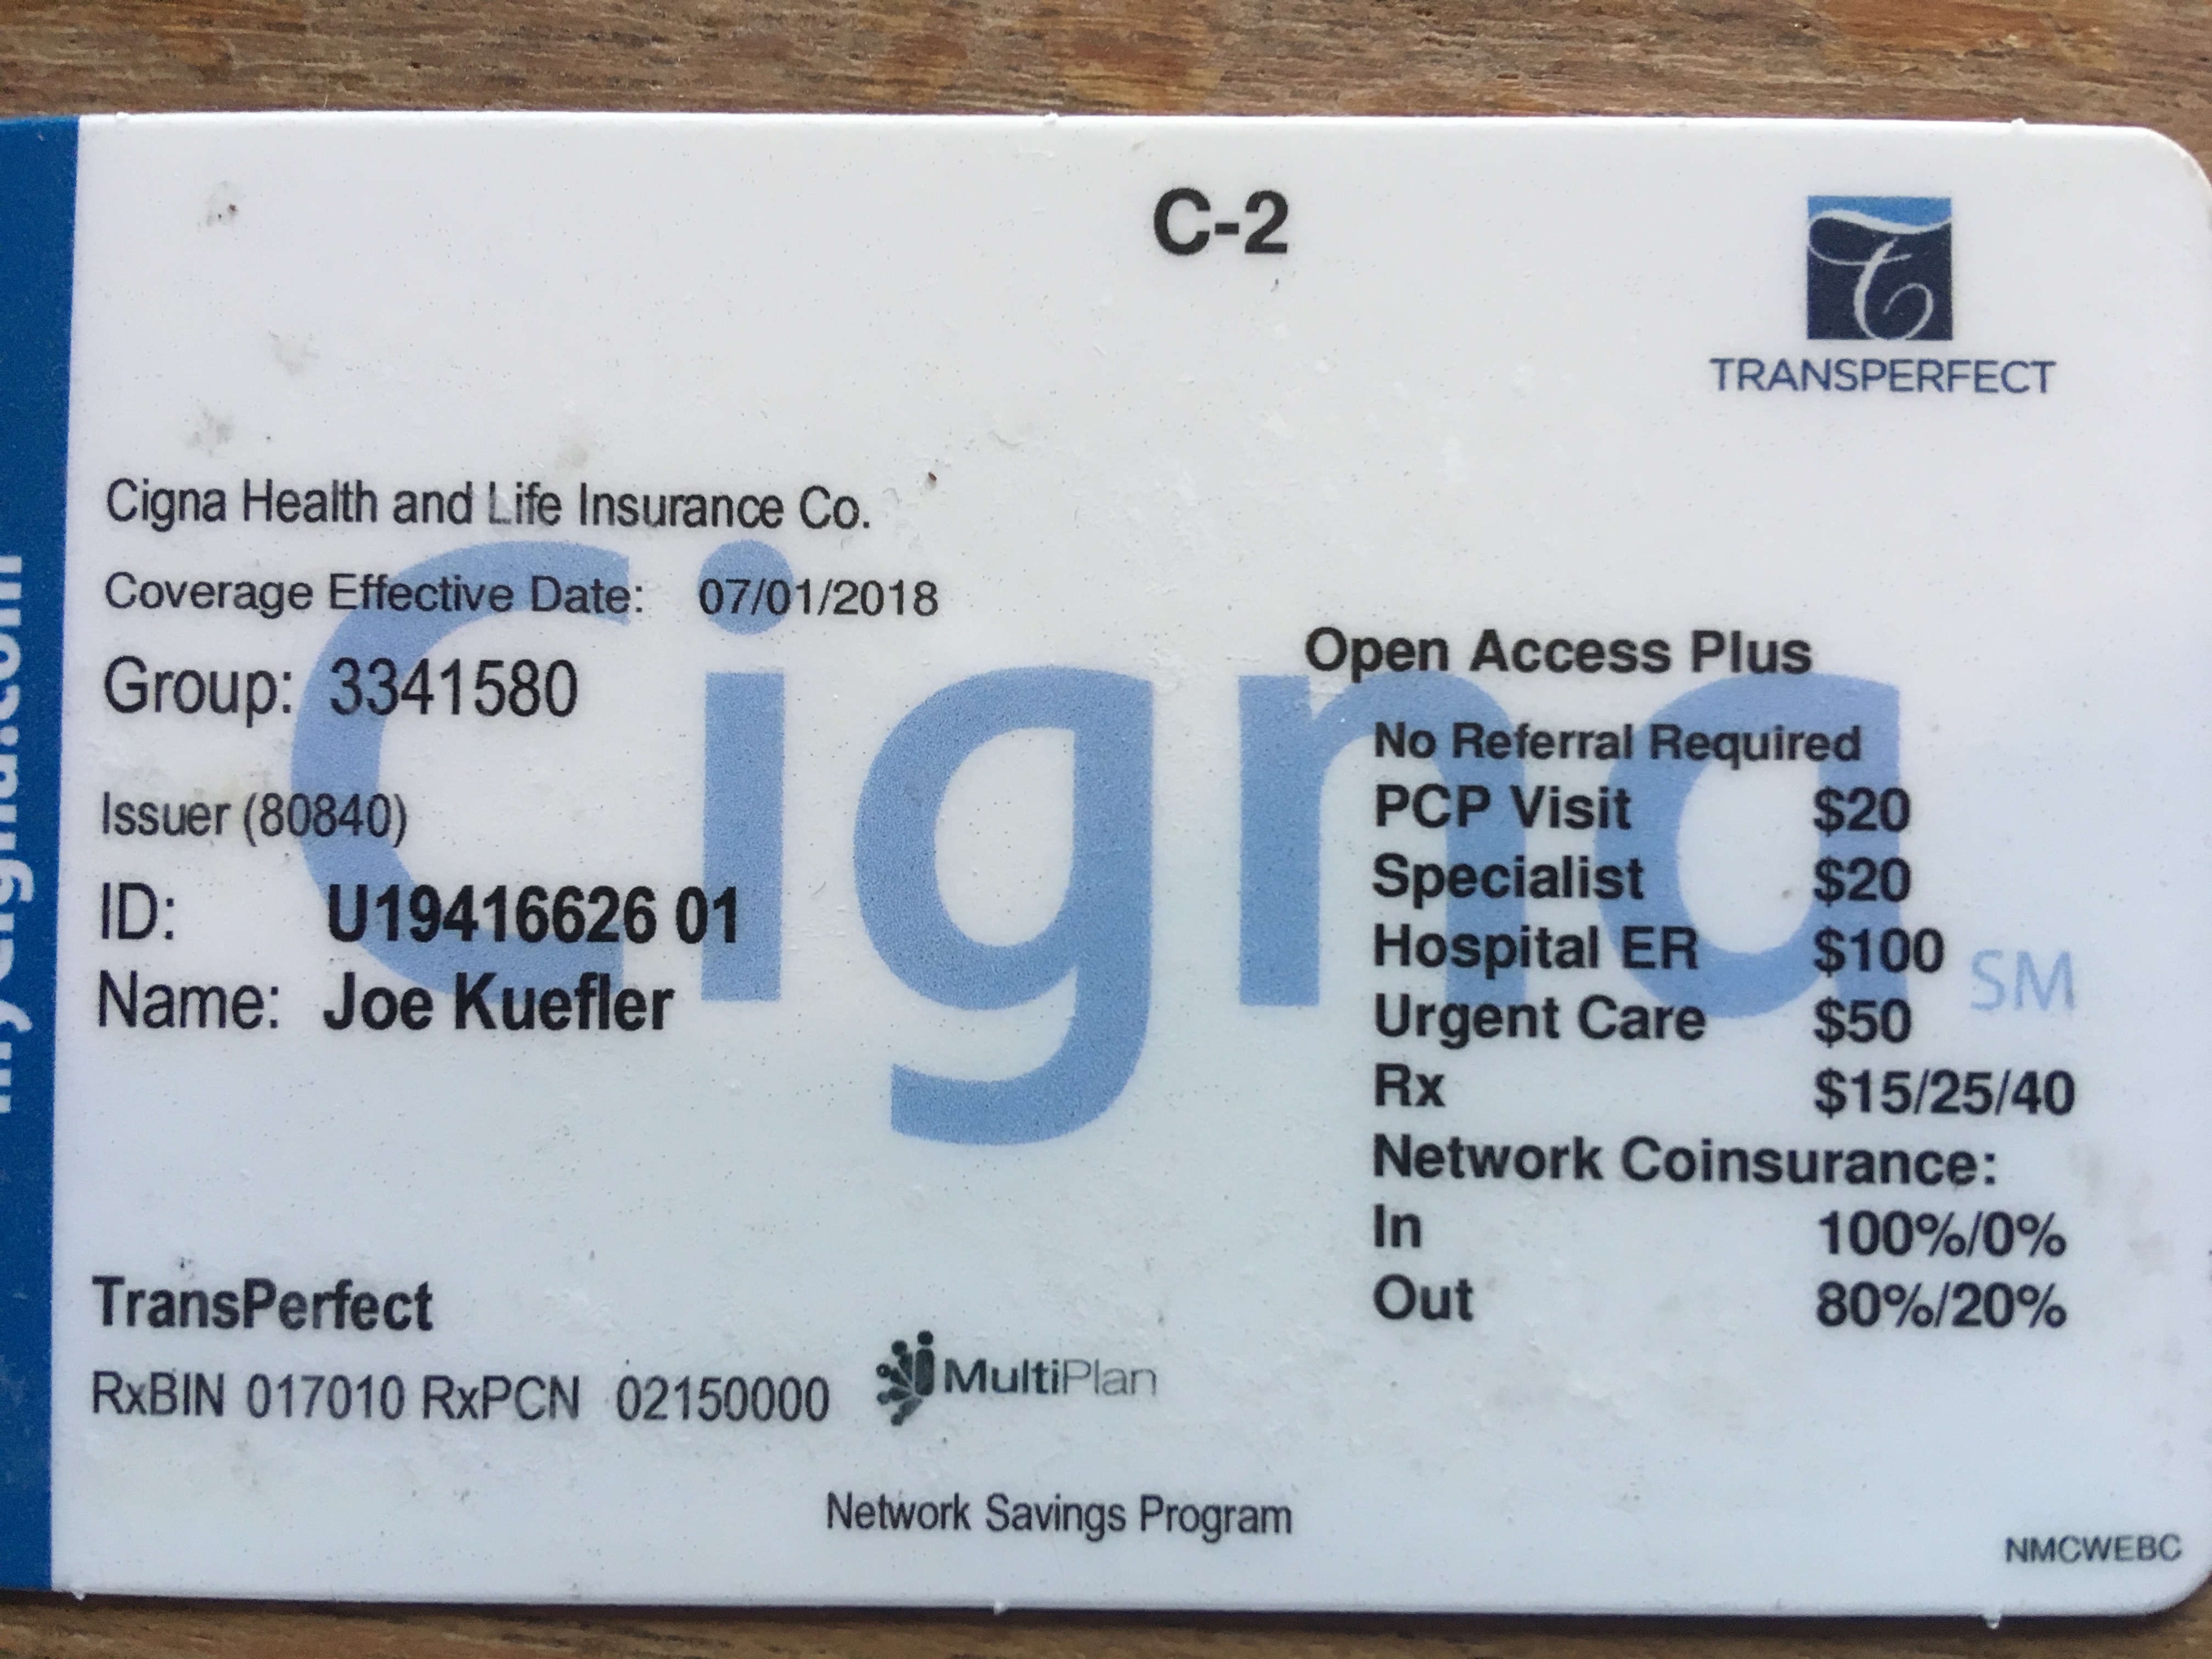 C-2
TRANSPERFECT
Cigna Health and Life Insurance Co.
Coverage Effective Date: 07/01/2018
Group: 3341580
Issuer (80840)
ID: U19416626 01
Name: Joe Kuefler
Open Access Plus
No Referral Required
PCP Visit $20
Specialist $20
Hospital ER $100
Urgent Care $50
Rx $15/25/40
Network Coinsurance:
In 100%/0%
Out 80%/20%
Cigna SM
TransPerfect
RxBIN 017010 RxPCN 02150000
MultiPlan
Network Savings Program
NMCWEBC